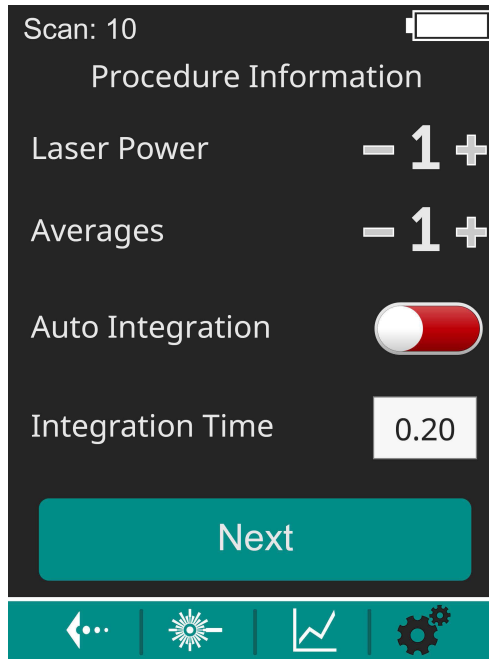 Scan: 10
Procedure Information
Laser Power − 1 +
Averages − 1 +
Auto Integration
Integration Time 0.20
Next